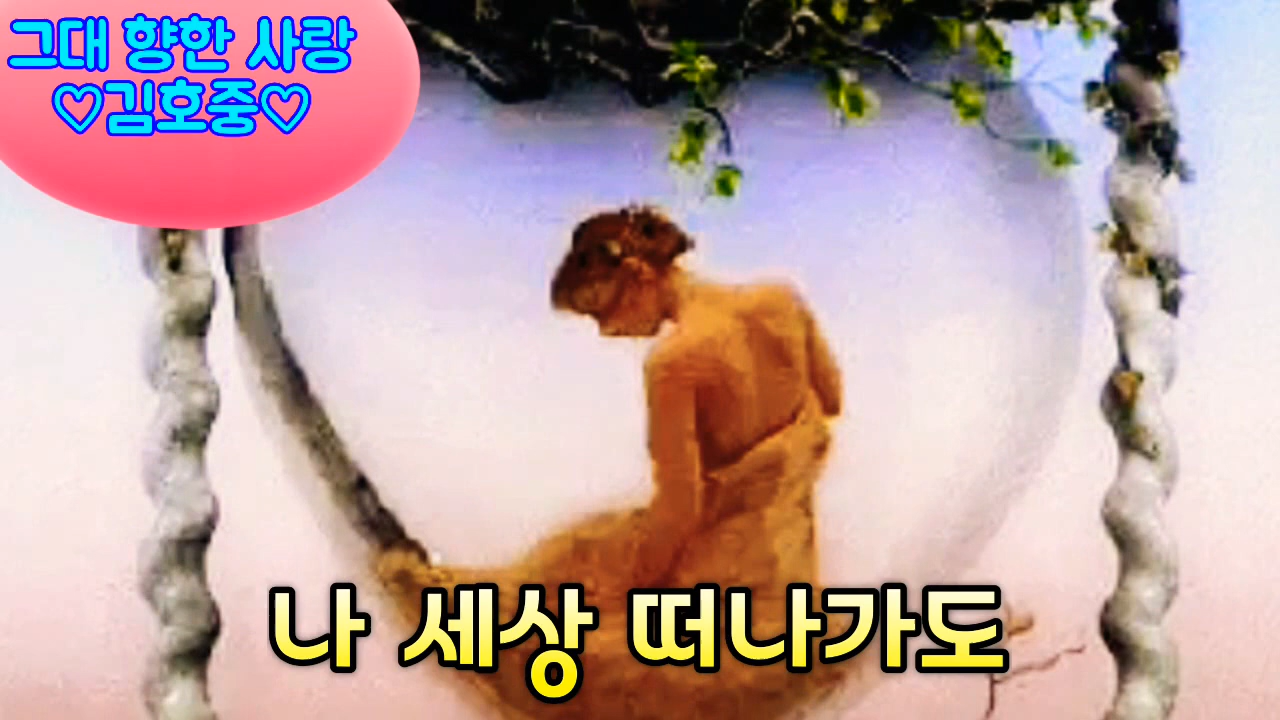 그대 향한 사랑
♡김호중♡
나 세상 떠나가도